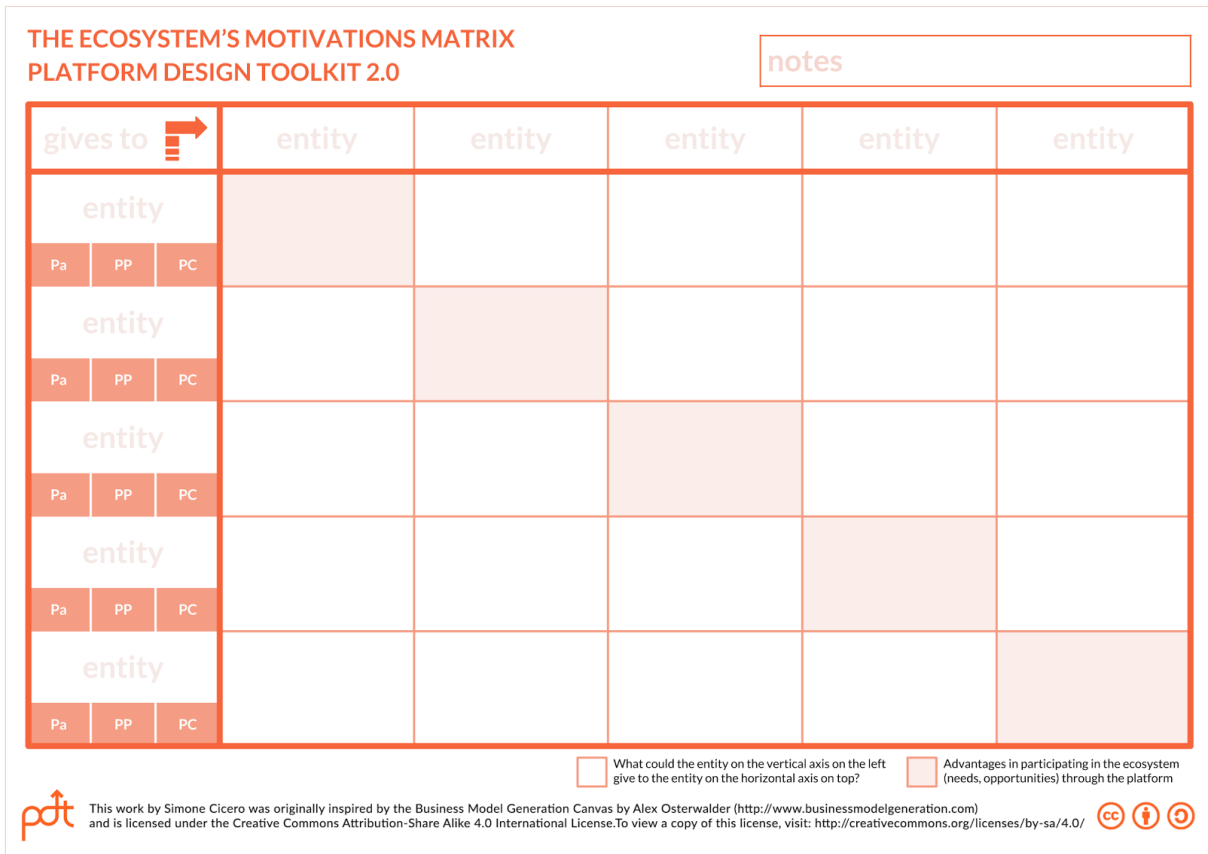 THE ECOSYSTEM'S MOTIVATIONS MATRIX
PLATFORM DESIGN TOOLKIT 2.0
notes
gives to
entity entity entity entity entity
entity
Pa PP PC
entity
Pa PP PC
entity
Pa PP PC
entity
Pa PP PC
entity
Pa PP PC
What could the entity on the vertical axis on the left
give to the entity on the horizontal axis on top?
Advantages in participating in the ecosystem
(needs, opportunities) through the platform
pdt
This work by Simone Cicero was originally inspired by the Business Model Generation Canvas by Alex Osterwalder (http://www.businessmodelgeneration.com)
and is licensed under the Creative Commons Attribution-Share Alike 4.0 International License.To view a copy of this license, visit: http://creativecommons.org/licenses/by-sa/4.0/
cc